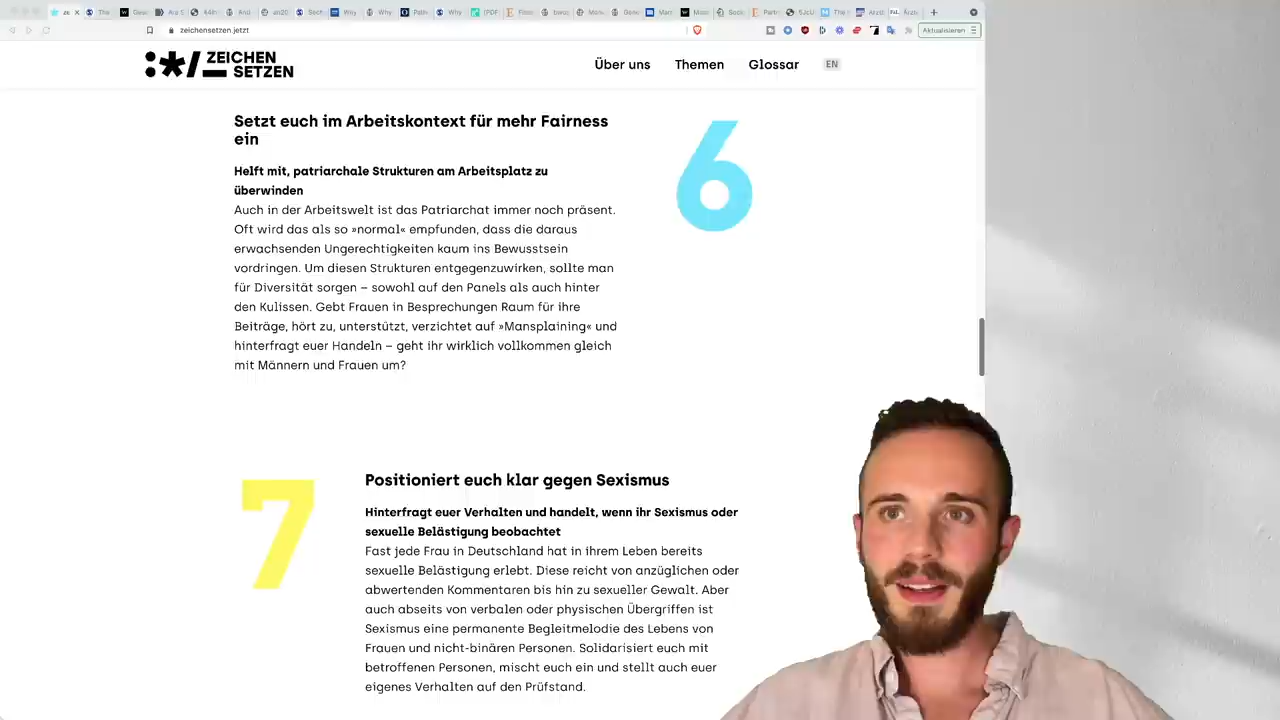 zeichensetzen.jetzt
Aktualisieren
ZEICHEN
SETZEN
Über uns
Themen
Glossar
EN
Setzt euch im Arbeitskontext für mehr Fairness
ein
6
Helft mit, patriarchale Strukturen am Arbeitsplatz zu
überwinden
Auch in der Arbeitswelt ist das Patriarchat immer noch präsent.
Oft wird das als so »normal« empfunden, dass die daraus
erwachsenden Ungerechtigkeiten kaum ins Bewusstsein
vordringen. Um diesen Strukturen entgegenzuwirken, sollte man
für Diversität sorgen – sowohl auf den Panels als auch hinter
den Kulissen. Gebt Frauen in Besprechungen Raum für ihre
Beiträge, hört zu, unterstützt, verzichtet auf »Mansplaining« und
hinterfragt euer Handeln – geht ihr wirklich vollkommen gleich
mit Männern und Frauen um?
7
Positioniert euch klar gegen Sexismus
Hinterfragt euer Verhalten und handelt, wenn ihr Sexismus oder
sexuelle Belästigung beobachtet
Fast jede Frau in Deutschland hat in ihrem Leben bereits
sexuelle Belästigung erlebt. Diese reicht von anzüglichen oder
abwertenden Kommentaren bis hin zu sexueller Gewalt. Aber
auch abseits von verbalen oder physischen Übergriffen ist
Sexismus eine permanente Begleitmelodie des Lebens von
Frauen und nicht-binären Personen. Solidarisiert euch mit
betroffenen Personen, mischt euch ein und stellt auch euer
eigenes Verhalten auf den Prüfstand.